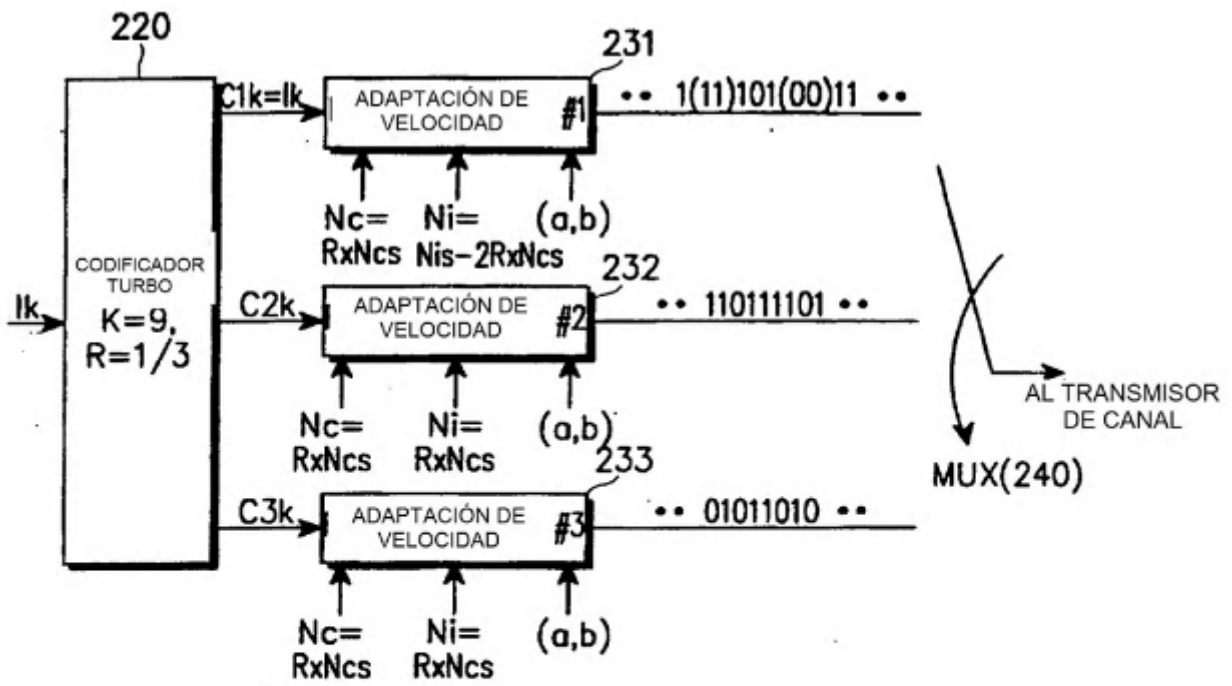 220
231
C1k=Ik
ADAPTACIÓN DE
VELOCIDAD
#1
•• 1(11)101(00)11 ••
Nc=
RxNcs
Ni=
Nis-2RxNcs
(a,b)
CODIFICADOR
TURBO
K=9,
R=1/3
Ik
232
C2k
ADAPTACIÓN DE
VELOCIDAD
#2
•• 110111101 ••
Nc=
RxNcs
Ni=
RxNcs
(a,b)
AL TRANSMISOR
DE CANAL
MUX(240)
233
C3k
ADAPTACIÓN DE
VELOCIDAD
#3
•• 01011010 ••
Nc=
RxNcs
Ni=
RxNcs
(a,b)